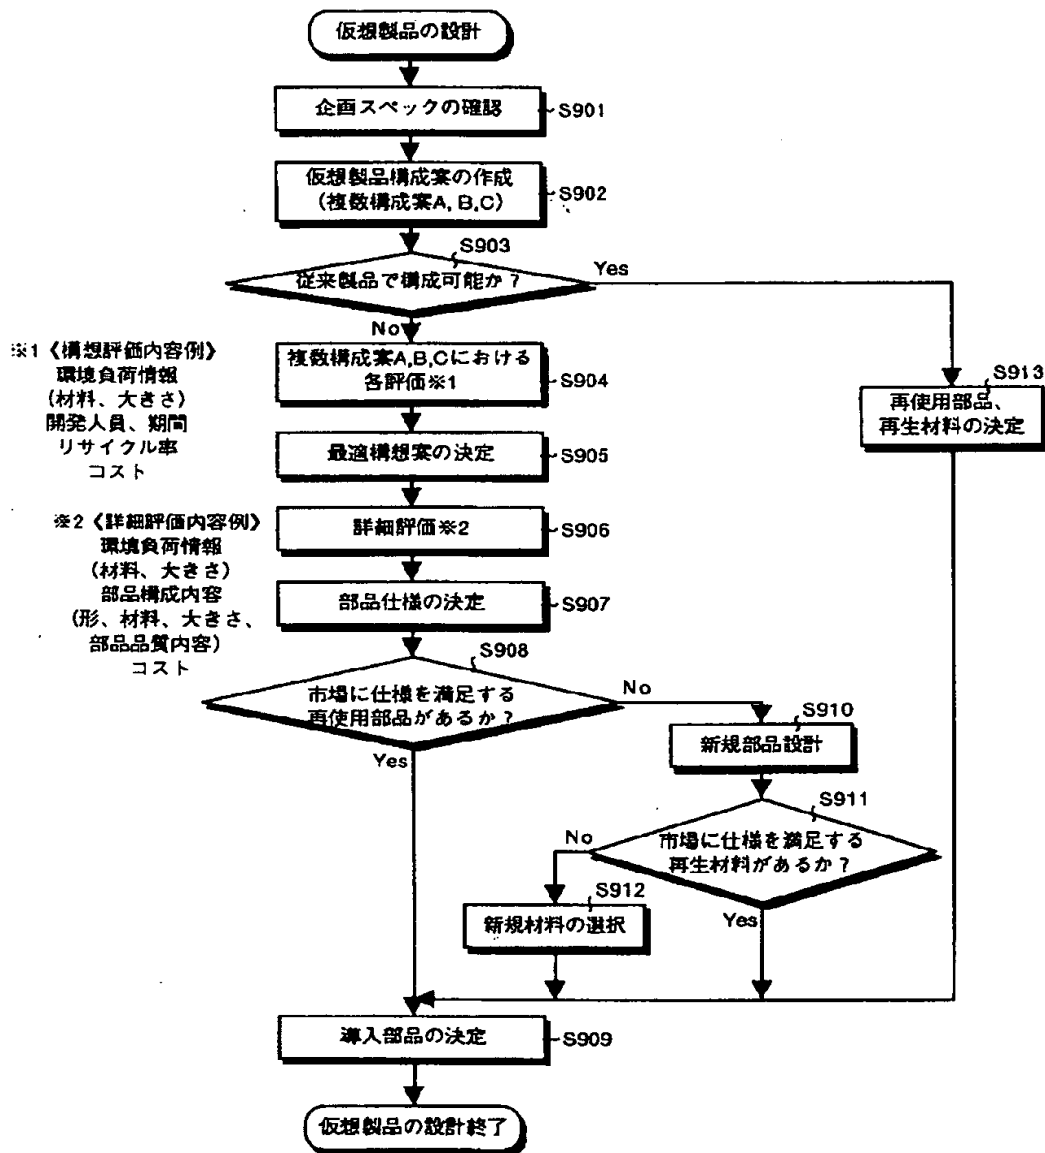 仮想製品の設計
企画スペックの確認
S901
仮想製品構成案の作成
(複数構成案A, B,C)
S902
S903
従来製品で構成可能か？
Yes
No
※1《構想評価内容例》
環境負荷情報
(材料、大きさ)
開発人員、期間
リサイクル率
コスト
複数構成案A,B,Cにおける
各評価※1
S904
S913
再使用部品、
再生材料の決定
最適構想案の決定
S905
※2《詳細評価内容例》
環境負荷情報
(材料、大きさ)
部品構成内容
(形、材料、大きさ、
部品品質内容)
コスト
詳細評価※2
S906
部品仕様の決定
S907
S908
市場に仕様を満足する
再使用部品があるか？
No
Yes
S910
新規部品設計
S911
市場に仕様を満足する
再生材料があるか？
No
Yes
S912
新規材料の選択
導入部品の決定
S909
仮想製品の設計終了